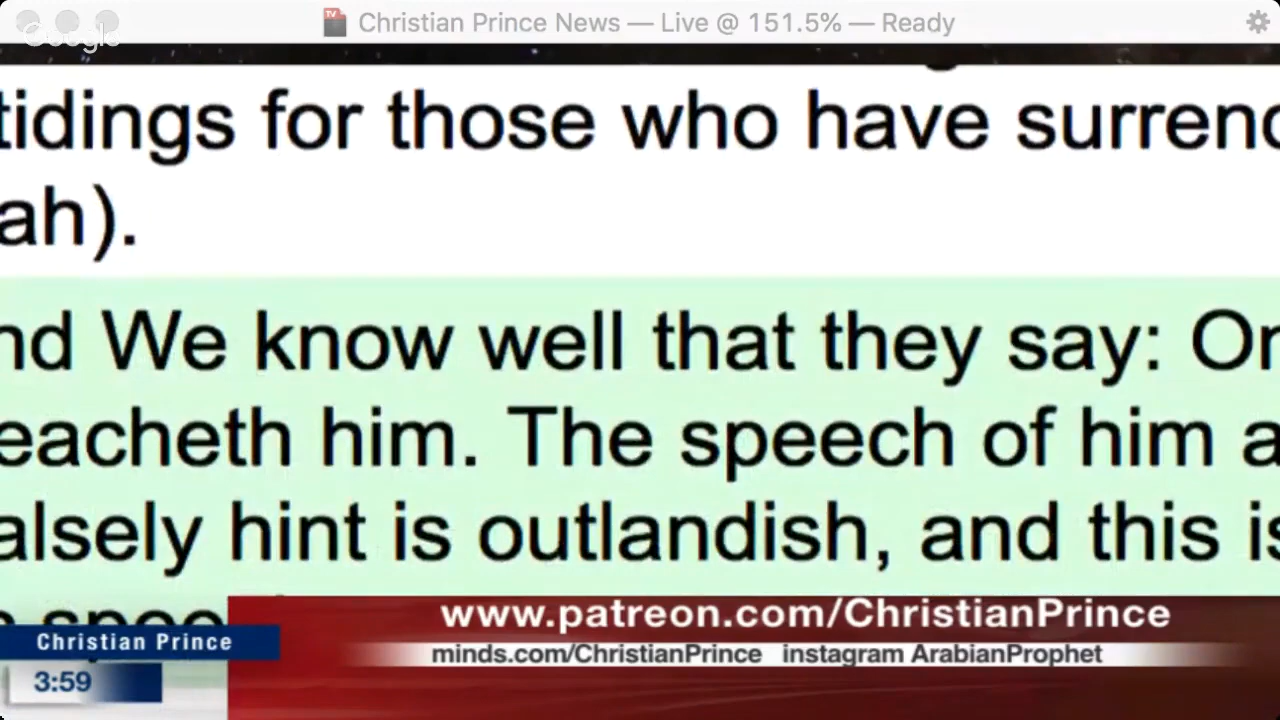 Christian Prince News — Live @ 151.5% — Ready
Google
tidings for those who have surrend
ah).
nd We know well that they say: On
eacheth him. The speech of him a
alsely hint is outlandish, and this is
www.patreon.com/ChristianPrince
Christian Prince
minds.com/ChristianPrince instagram ArabianProphet
3:59